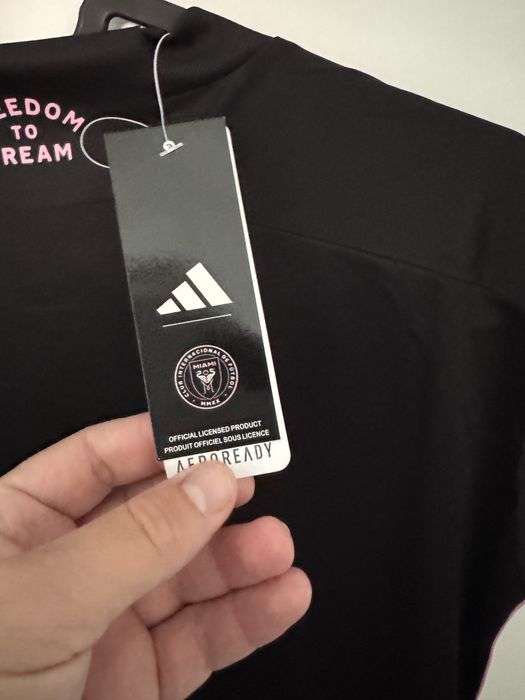 EEDOM
TO
REAM
CLUB INTERNACIONAL DE FÚTBOL
MIAMI
MMXX
OFFICIAL LICENSED PRODUCT
PRODUIT OFFICIEL SOUS LICENCE
AEROREADY